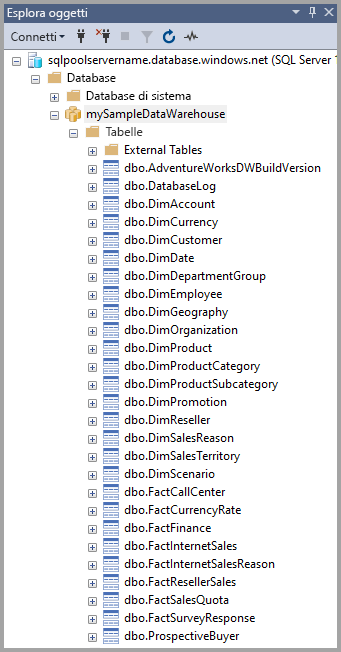 Esplora oggetti
Connetti
sqlpoolservername.database.windows.net (SQL Server 1
Database
Database di sistema
mySampleDataWarehouse
Tabelle
External Tables
dbo.AdventureWorksDWBuildVersion
dbo.DatabaseLog
dbo.DimAccount
dbo.DimCurrency
dbo.DimCustomer
dbo.DimDate
dbo.DimDepartmentGroup
dbo.DimEmployee
dbo.DimGeography
dbo.DimOrganization
dbo.DimProduct
dbo.DimProductCategory
dbo.DimProductSubcategory
dbo.DimPromotion
dbo.DimReseller
dbo.DimSalesReason
dbo.DimSalesTerritory
dbo.DimScenario
dbo.FactCallCenter
dbo.FactCurrencyRate
dbo.FactFinance
dbo.FactInternetSales
dbo.FactInternetSalesReason
dbo.FactResellerSales
dbo.FactSalesQuota
dbo.FactSurveyResponse
dbo.ProspectiveBuyer